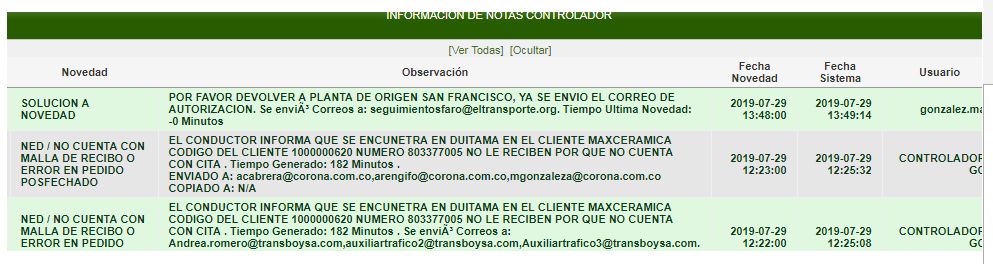 INFORMACION DE NOTAS CONTROLADOR
[Ver Todas] [Ocultar]
Novedad Observación Fecha Novedad Fecha Sistema Usuario
SOLUCION A
NOVEDAD
POR FAVOR DEVOLVER A PLANTA DE ORIGEN SAN FRANCISCO, YA SE ENVIO EL CORREO DE
AUTORIZACION. Se enviÃ³ Correos a: seguimientosfaro@eltransporte.org. Tiempo Ultima Novedad:
-0 Minutos
2019-07-29
13:48:00
2019-07-29
13:49:14
gonzalez.ma
NED / NO CUENTA CON
MALLA DE RECIBO O
ERROR EN PEDIDO
POSFECHADO
EL CONDUCTOR INFORMA QUE SE ENCUNETRA EN DUITAMA EN EL CLIENTE MAXCERAMICA
CODIGO DEL CLIENTE 1000000620 NUMERO 803377005 NO LE RECIBEN POR QUE NO CUENTA
CON CITA . Tiempo Generado: 182 Minutos .
ENVIADO A: acabrera@corona.com.co,arengifo@corona.com.co,mgonzaleza@corona.com.co
COPIADO A: N/A
2019-07-29
12:23:00
2019-07-29
12:25:32
CONTROLADOR
GO
NED / NO CUENTA CON
MALLA DE RECIBO O
ERROR EN PEDIDO
EL CONDUCTOR INFORMA QUE SE ENCUNETRA EN DUITAMA EN EL CLIENTE MAXCERAMICA
CODIGO DEL CLIENTE 1000000620 NUMERO 803377005 NO LE RECIBEN POR QUE NO CUENTA
CON CITA . Tiempo Generado: 182 Minutos . Se enviÃ³ Correos a:
Andrea.romero@transboysa.com,auxiliartrafico2@transboysa.com,Auxiliartrafico3@transboysa.com.
2019-07-29
12:22:00
2019-07-29
12:25:08
CONTROLADOR
GO